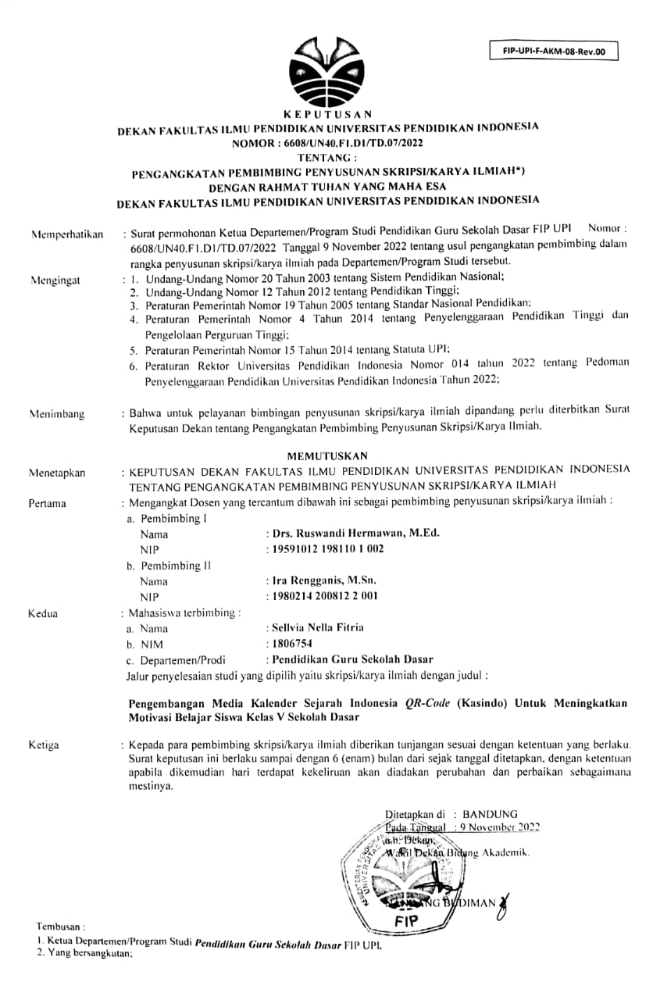 FIP-UPI-F-AKM-08-Rev.00
KEPUTUSAN
DEKAN FAKULTAS ILMU PENDIDIKAN UNIVERSITAS PENDIDIKAN INDONESIA
NOMOR : 6608/UN40.F1.D1/TD.07/2022
TENTANG :
PENGANGKATAN PEMBIMBING PENYUSUNAN SKRIPSI/KARYA ILMIAH*)
DENGAN RAHMAT TUHAN YANG MAHA ESA
DEKAN FAKULTAS ILMU PENDIDIKAN UNIVERSITAS PENDIDIKAN INDONESIA
Memperhatikan : Surat permohonan Ketua Departemen/Program Studi Pendidikan Guru Sekolah Dasar FIP UPI Nomor :
6608/UN40.F1.D1/TD.07/2022 Tanggal 9 November 2022 tentang usul pengangkatan pembimbing dalam
rangka penyusunan skripsi/karya ilmiah pada Departemen/Program Studi tersebut.
Mengingat : 1. Undang-Undang Nomor 20 Tahun 2003 tentang Sistem Pendidikan Nasional;
2. Undang-Undang Nomor 12 Tahun 2012 tentang Pendidikan Tinggi;
3. Peraturan Pemerintah Nomor 19 Tahun 2005 tentang Standar Nasional Pendidikan;
4. Peraturan Pemerintah Nomor 4 Tahun 2014 tentang Penyelenggaraan Pendidikan Tinggi dan
Pengelolaan Perguruan Tinggi;
5. Peraturan Pemerintah Nomor 15 Tahun 2014 tentang Statuta UPI;
6. Peraturan Rektor Universitas Pendidikan Indonesia Nomor 014 tahun 2022 tentang Pedoman
Penyelenggaraan Pendidikan Universitas Pendidikan Indonesia Tahun 2022;
Menimbang : Bahwa untuk pelayanan bimbingan penyusunan skripsi/karya ilmiah dipandang perlu diterbitkan Surat
Keputusan Dekan tentang Pengangkatan Pembimbing Penyusunan Skripsi/Karya Ilmiah.
MEMUTUSKAN
Menetapkan : KEPUTUSAN DEKAN FAKULTAS ILMU PENDIDIKAN UNIVERSITAS PENDIDIKAN INDONESIA
TENTANG PENGANGKATAN PEMBIMBING PENYUSUNAN SKRIPSI/KARYA ILMIAH
Pertama : Mengangkat Dosen yang tercantum dibawah ini sebagai pembimbing penyusunan skripsi/karya ilmiah :
a. Pembimbing I
Nama : Drs. Ruswandi Hermawan, M.Ed.
NIP : 19591012 198110 1 002
b. Pembimbing II
Nama : Ira Rengganis, M.Sn.
NIP : 1980214 200812 2 001
Kedua : Mahasiswa terbimbing :
a. Nama : Sellvia Nella Fitria
b. NIM : 1806754
c. Departemen/Prodi : Pendidikan Guru Sekolah Dasar
Jalur penyelesaian studi yang dipilih yaitu skripsi/karya ilmiah dengan judul :
Pengembangan Media Kalender Sejarah Indonesia QR-Code (Kasindo) Untuk Meningkatkan
Motivasi Belajar Siswa Kelas V Sekolah Dasar
Ketiga : Kepada para pembimbing skripsi/karya ilmiah diberikan tunjangan sesuai dengan ketentuan yang berlaku.
Surat keputusan ini berlaku sampai dengan 6 (enam) bulan dari sejak tanggal ditetapkan, dengan ketentuan
apabila dikemudian hari terdapat kekeliruan akan diadakan perubahan dan perbaikan sebagaimana
mestinya.
Ditetapkan di : BANDUNG
Pada Tanggal : 9 November 2022
a.n. Dekan,
Wakil Dekan Bidang Akademik.
NANDANG BUDIMAN
FIP
Tembusan :
1. Ketua Departemen/Program Studi Pendidikan Guru Sekolah Dasar FIP UPI.
2. Yang bersangkutan;